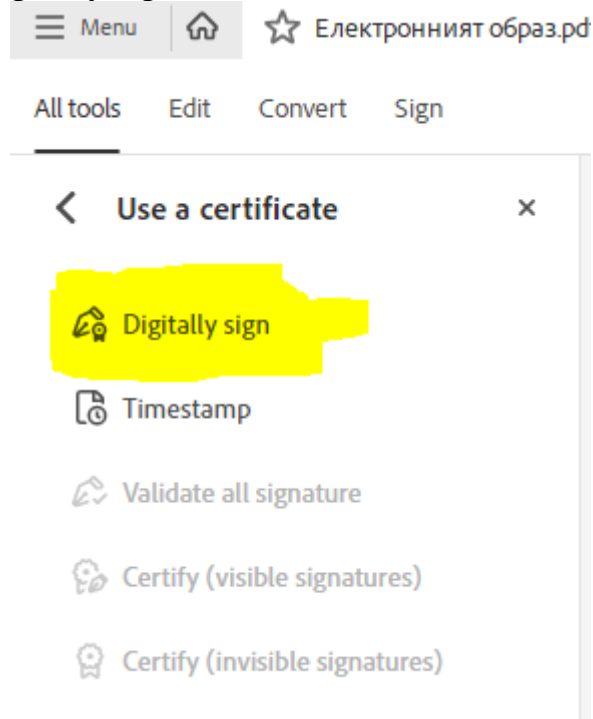 Menu
Електронният образ.pdf
All tools Edit Convert Sign
Use a certificate
Digitally sign
Timestamp
Validate all signature
Certify (visible signatures)
Certify (invisible signatures)